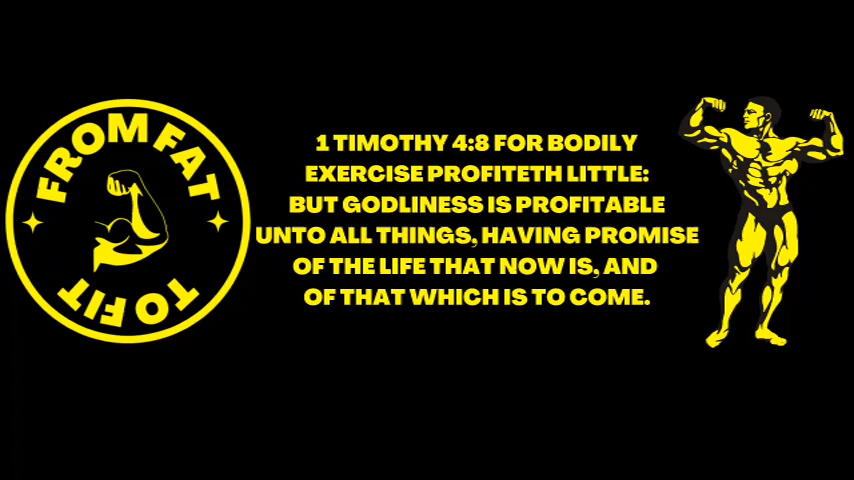 FROM FAT
TO FIT
1 TIMOTHY 4:8 FOR BODILY
EXERCISE PROFITETH LITTLE:
BUT GODLINESS IS PROFITABLE
UNTO ALL THINGS, HAVING PROMISE
OF THE LIFE THAT NOW IS, AND
OF THAT WHICH IS TO COME.